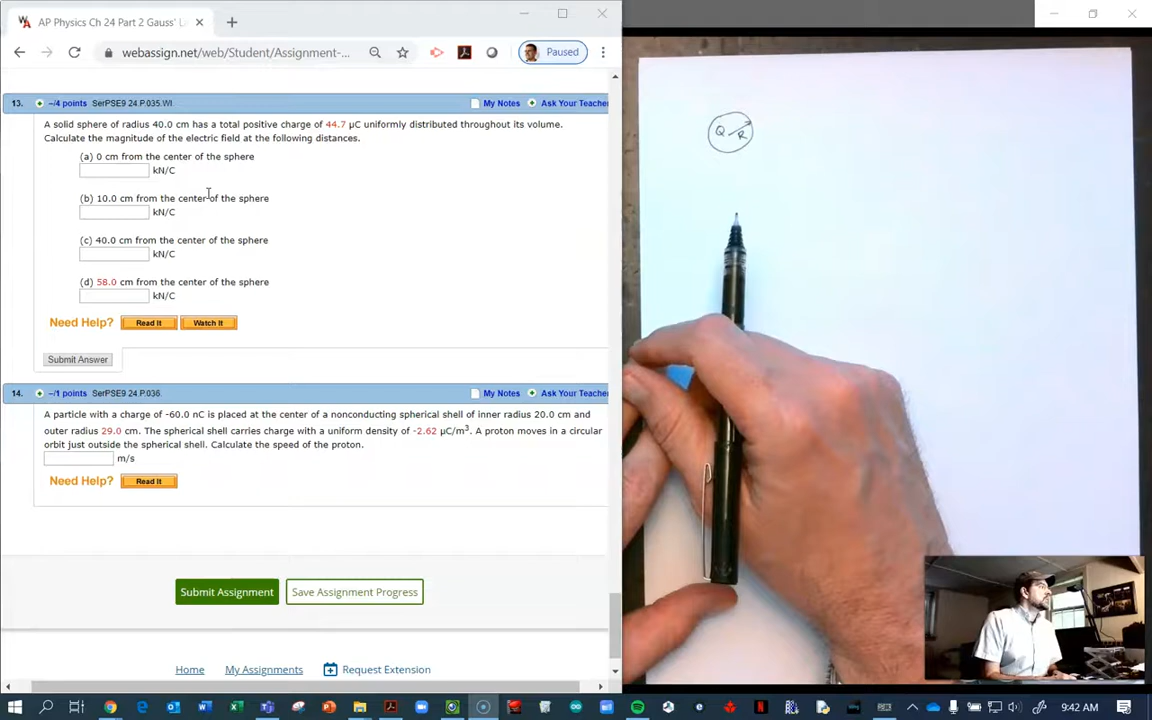 AP Physics Ch 24 Part 2 Gauss' L
webassign.net/web/Student/Assignment-...
Paused
13.
–/4 points SerPSE9 24.P.035.WI
My Notes
Ask Your Teacher
A solid sphere of radius 40.0 cm has a total positive charge of 44.7 µC uniformly distributed throughout its volume.
Calculate the magnitude of the electric field at the following distances.
(a) 0 cm from the center of the sphere
kN/C
(b) 10.0 cm from the center of the sphere
kN/C
(c) 40.0 cm from the center of the sphere
kN/C
(d) 58.0 cm from the center of the sphere
kN/C
Need Help? Read It Watch It
Submit Answer
14.
–/1 points SerPSE9 24.P.036.
My Notes
Ask Your Teacher
A particle with a charge of -60.0 nC is placed at the center of a nonconducting spherical shell of inner radius 20.0 cm and
outer radius 29.0 cm. The spherical shell carries charge with a uniform density of -2.62 µC/m³. A proton moves in a circular
orbit just outside the spherical shell. Calculate the speed of the proton.
m/s
Need Help? Read It
Submit Assignment Save Assignment Progress
Home My Assignments Request Extension
Q R
9:42 AM